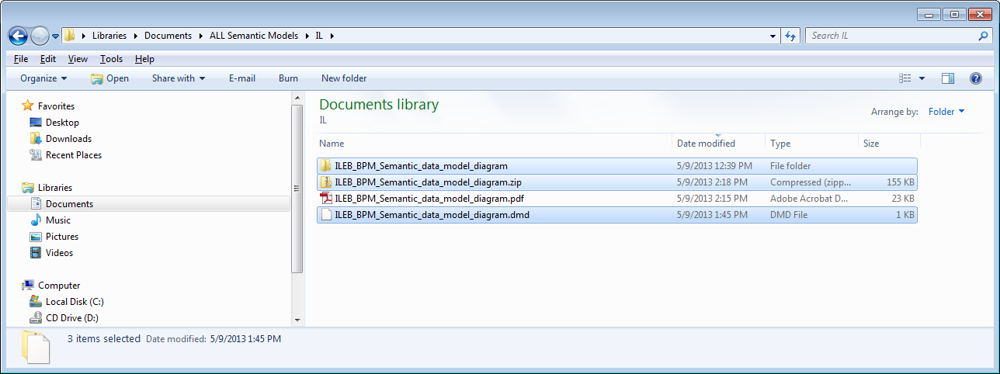 Libraries Documents ALL Semantic Models IL
Search IL
File Edit View Tools Help
Organize Open Share with E-mail Burn New folder
Favorites
Desktop
Downloads
Recent Places
Libraries
Documents
Music
Pictures
Videos
Computer
Local Disk (C:)
CD Drive (D:)
Documents library
IL
Arrange by: Folder
Name Date modified Type Size
ILEB_BPM_Semantic_data_model_diagram 5/9/2013 12:39 PM File folder
ILEB_BPM_Semantic_data_model_diagram.zip 5/9/2013 2:18 PM Compressed (zipp... 155 KB
ILEB_BPM_Semantic_data_model_diagram.pdf 5/9/2013 2:15 PM Adobe Acrobat D... 23 KB
ILEB_BPM_Semantic_data_model_diagram.dmd 5/9/2013 1:45 PM DMD File 1 KB
3 items selected Date modified: 5/9/2013 1:45 PM